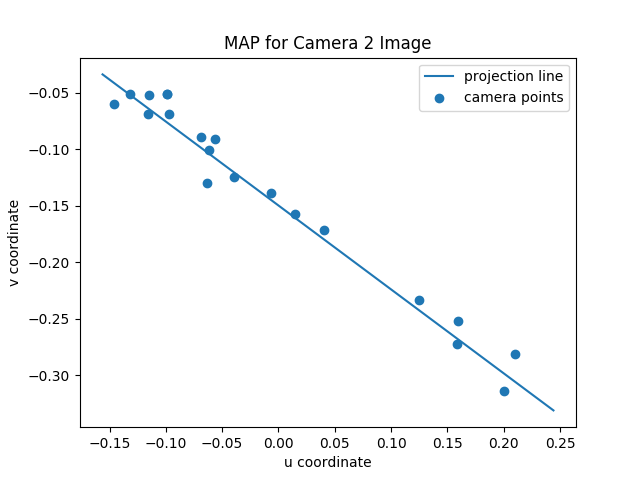 MAP for Camera 2 Image
projection line
camera points
−0.05
−0.10
−0.15
−0.20
−0.25
−0.30
v coordinate
−0.15 −0.10 −0.05 0.00 0.05 0.10 0.15 0.20 0.25
u coordinate